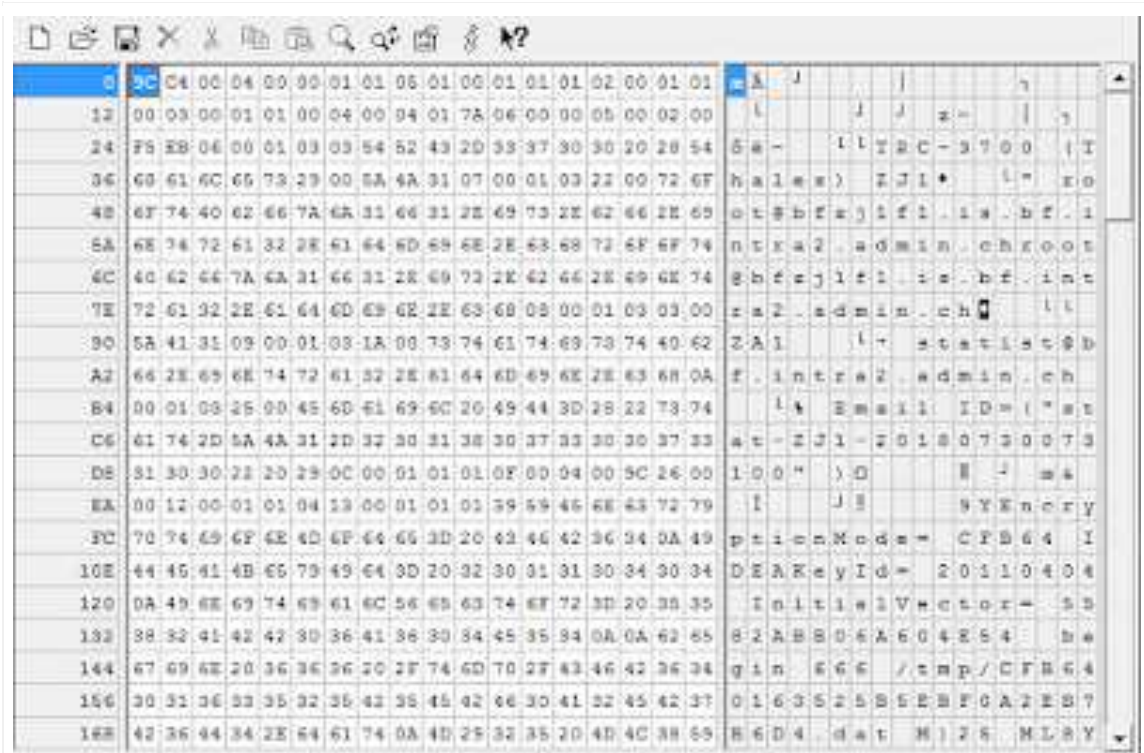 0 9C C4 00 04 00 00 01 01 05 01 00 01 01 01 02 00 01 01
12 00 03 00 01 01 00 04 00 04 01 7A 06 00 00 05 00 02 00
24 F5 EB 06 00 01 03 03 54 52 43 2D 33 37 30 30 20 28 54 TRC-3700 (T
36 68 61 6C 65 73 29 00 5A 4A 31 07 00 01 03 22 00 72 6F hales) ZJ1 " ro
48 6F 74 40 62 66 7A 6A 31 66 31 2E 69 73 2E 62 66 2E 69 ot@bfzj1f1.is.bf.i
5A 6E 74 72 61 32 2E 61 64 6D 69 6E 2E 63 68 72 6F 6F 74 ntra2.admin.chroot
6C 40 62 66 7A 6A 31 66 31 2E 69 73 2E 62 66 2E 69 6E 74 @bfzj1f1.is.bf.int
7E 72 61 32 2E 61 64 6D 69 6E 2E 63 68 08 00 01 03 03 00 ra2.admin.ch
90 5A 41 31 09 00 01 03 1A 00 73 74 61 74 69 73 74 40 62 ZA1 statist@b
A2 66 2E 69 6E 74 72 61 32 2E 61 64 6D 69 6E 2E 63 68 0A f.intra2.admin.ch
B4 00 01 03 25 00 45 6D 61 69 6C 20 49 44 3D 28 22 73 74 % Email ID=("st
C6 61 74 2D 5A 4A 31 2D 32 30 31 38 30 37 33 30 30 37 33 at-ZJ1-20180730073
D8 31 30 30 22 20 29 0C 00 01 01 01 0F 00 04 00 9C 26 00 100" ) œ&
EA 00 12 00 01 01 04 13 00 01 01 01 39 59 45 6E 63 72 79 9YEncry
FC 70 74 69 6F 6E 4D 6F 64 65 3D 20 43 46 42 36 34 0A 49 ptionMode= CFB64 I
10E 44 45 41 4B 65 79 49 64 3D 20 32 30 31 31 30 34 30 34 DEAKeyId= 20110404
120 0A 49 6E 69 74 69 61 6C 56 65 63 74 6F 72 3D 20 35 35 InitialVector= 55
132 38 32 41 42 42 30 36 41 36 30 34 45 35 34 0A 0A 62 65 82ABB06A604E54 be
144 67 69 6E 20 36 36 36 20 2F 74 6D 70 2F 43 46 42 36 34 gin 666 /tmp/CFB64
156 30 31 36 33 35 32 35 42 35 45 42 46 30 41 32 45 42 37 0163525B5EBF0A2EB7
168 42 36 44 34 2E 64 61 74 0A 4D 29 32 35 20 4D 4C 38 59 B6D4.dat M)25 ML8Y